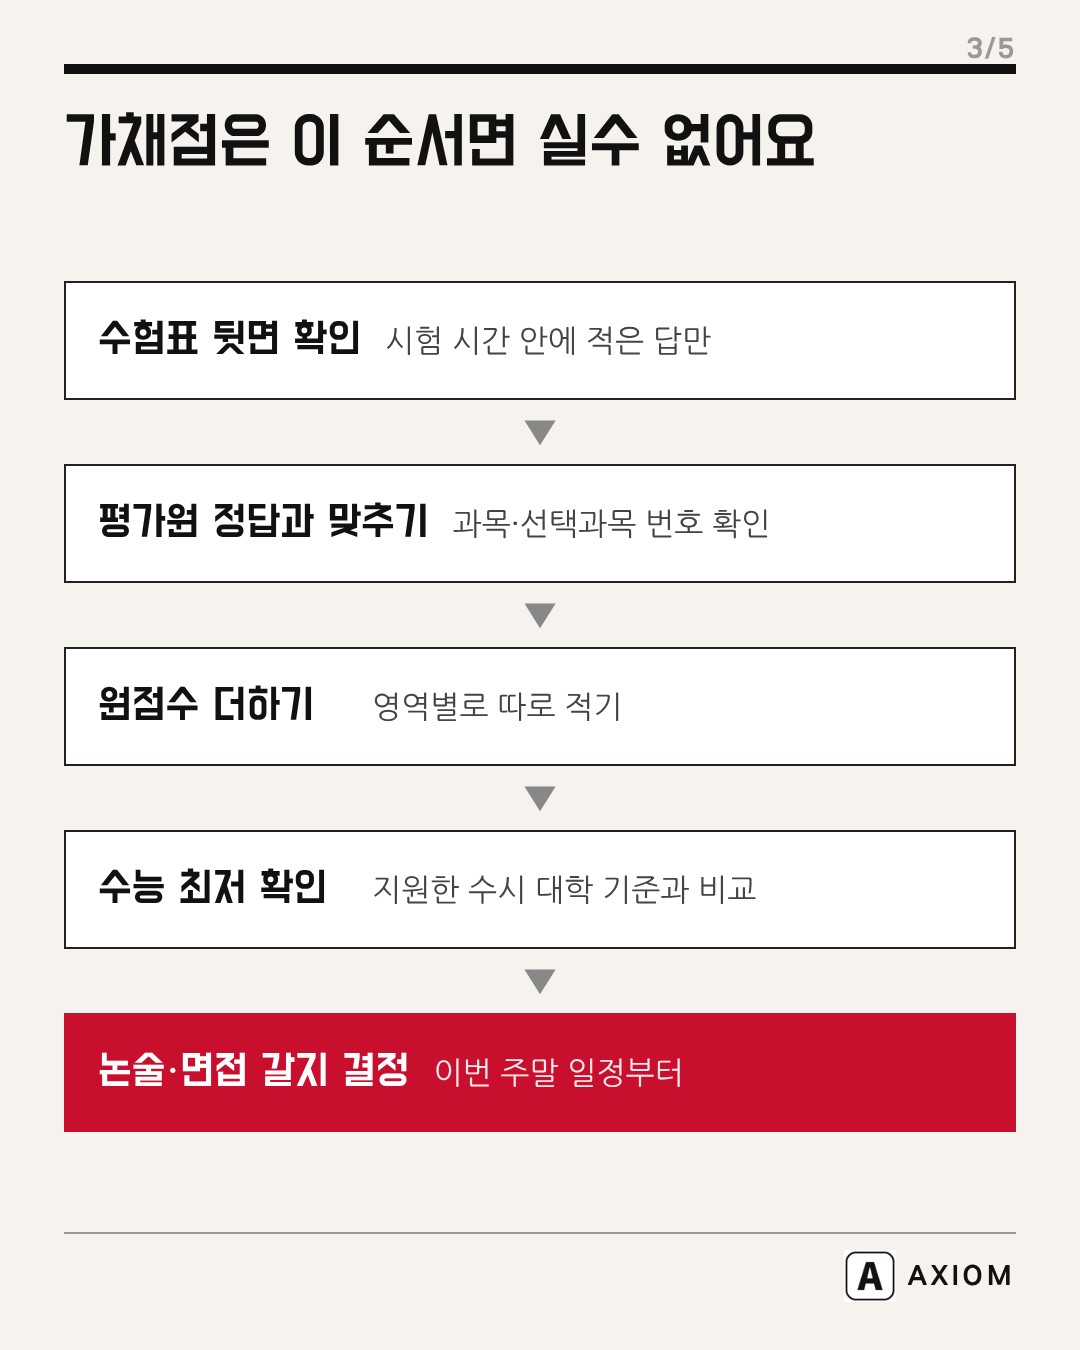 3/5
가채점은 이 순서면 실수 없어요
수험표 뒷면 확인 시험 시간 안에 적은 답만
평가원 정답과 맞추기 과목·선택과목 번호 확인
원점수 더하기 영역별로 따로 적기
수능 최저 확인 지원한 수시 대학 기준과 비교
논술·면접 갈지 결정 이번 주말 일정부터
A AXIOM